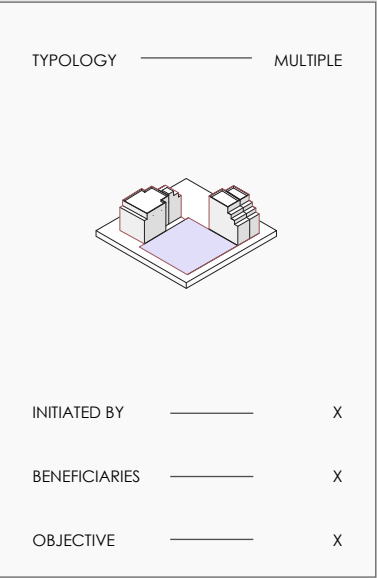 TYPOLOGY MULTIPLE
INITIATED BY X
BENEFICIARIES X
OBJECTIVE X